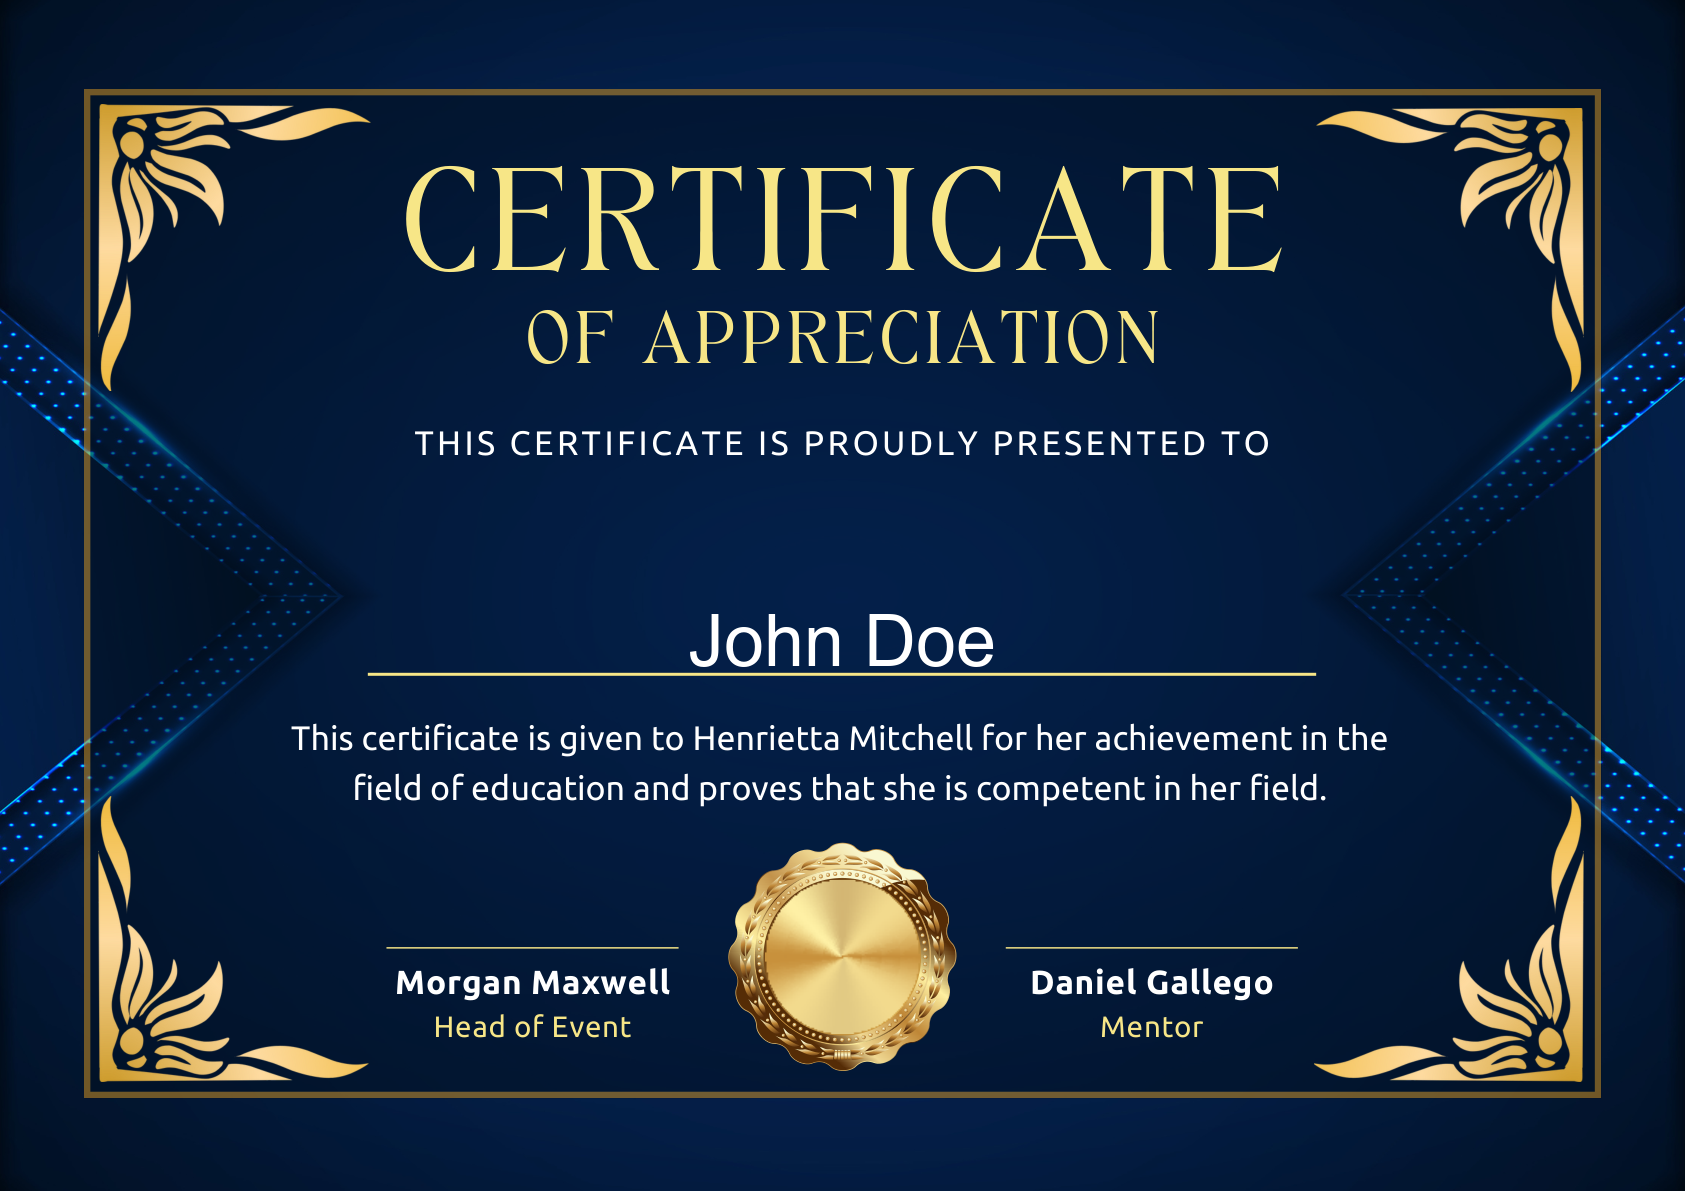 CERTIFICATE
OF APPRECIATION
THIS CERTIFICATE IS PROUDLY PRESENTED TO
John Doe
This certificate is given to Henrietta Mitchell for her achievement in the
field of education and proves that she is competent in her field.
Morgan Maxwell
Head of Event
Daniel Gallego
Mentor